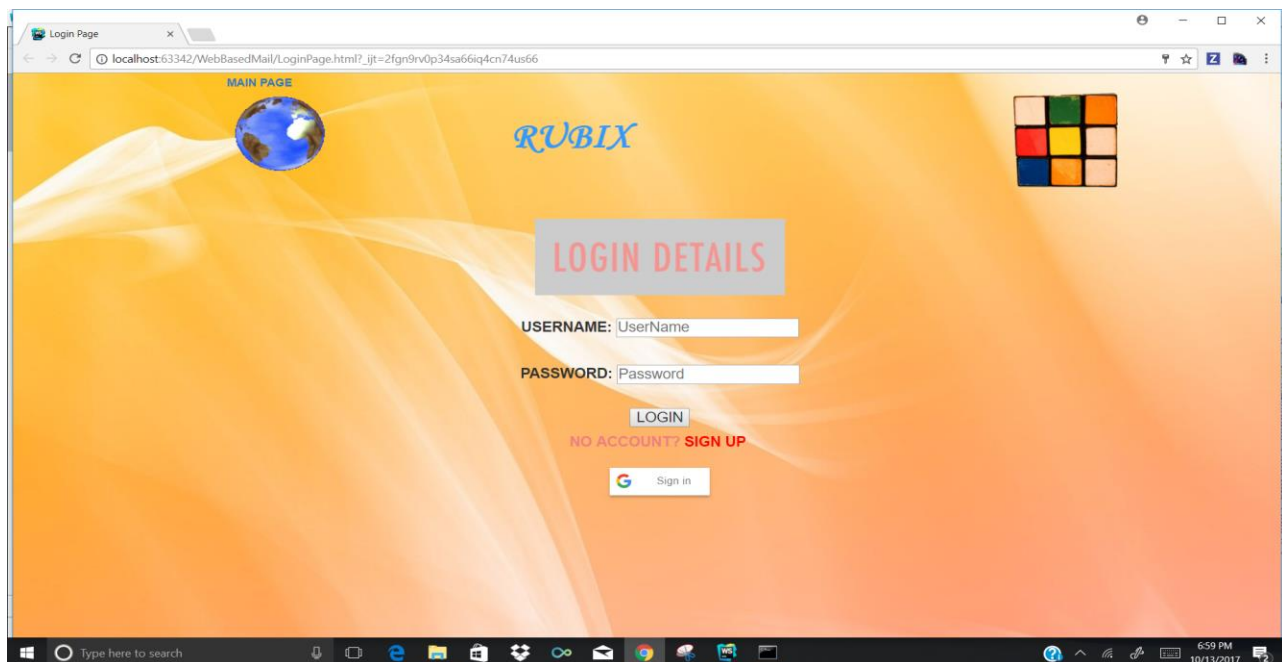 Login Page
localhost:63342/WebBasedMail/LoginPage.html?_ijt=2fgn9rv0p34sa66iq4cn74us66
Z
MAIN PAGE
RUBIX
LOGIN DETAILS
USERNAME: UserName
PASSWORD: Password
LOGIN
NO ACCOUNT? SIGN UP
G Sign in
Type here to search
WS
6:59 PM
10/13/2017